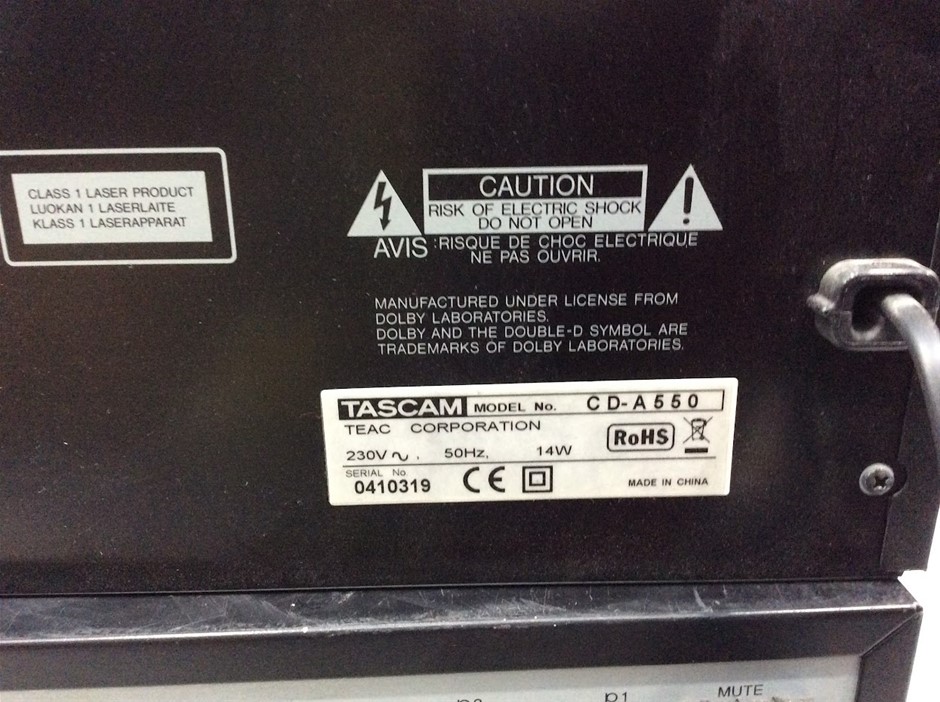 CLASS 1 LASER PRODUCT
LUOKAN 1 LASERLAITE
KLASS 1 LASERAPPARAT
CAUTION
RISK OF ELECTRIC SHOCK
DO NOT OPEN
AVIS : RISQUE DE CHOC ELECTRIQUE
NE PAS OUVRIR.
MANUFACTURED UNDER LICENSE FROM
DOLBY LABORATORIES.
DOLBY AND THE DOUBLE-D SYMBOL ARE
TRADEMARKS OF DOLBY LABORATORIES.
TASCAM MODEL No. CD-A550
TEAC CORPORATION
RoHS
230V ~ . 50Hz, 14W
SERIAL No.
0410319 CE
MADE IN CHINA
MUTE